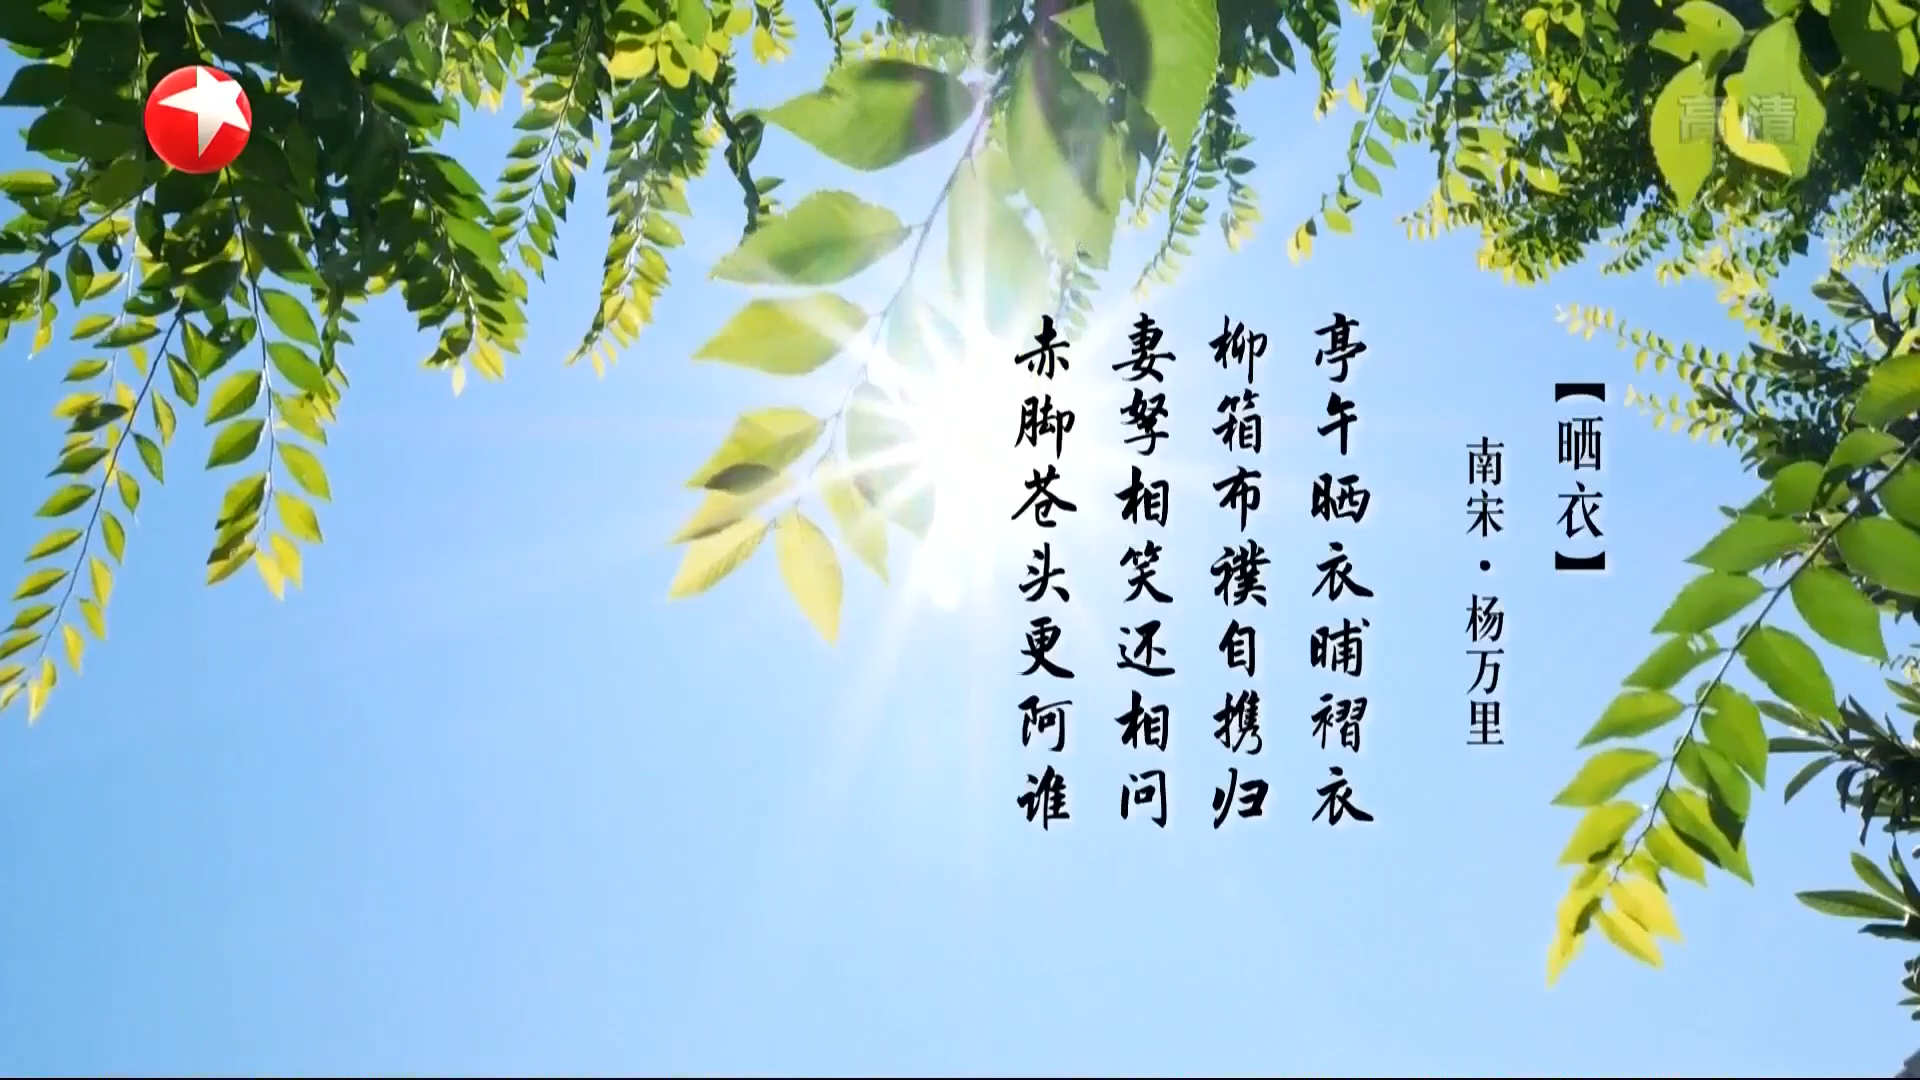 【晒衣】
南宋·杨万里
亭午晒衣晡褶衣
柳箱布襆自携归
妻孥相笑还相问
赤脚苍头更阿谁
高清